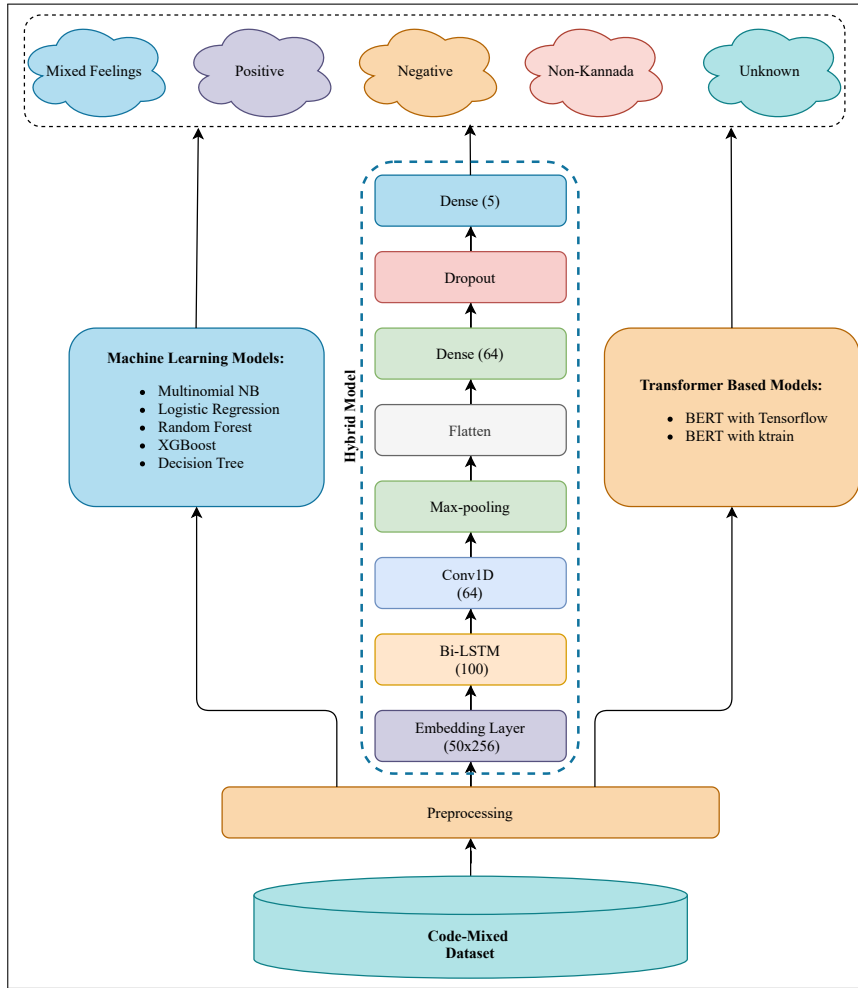 Mixed Feelings
Positive
Negative
Non-Kannada
Unknown
Dense (5)
Dropout
Dense (64)
Flatten
Max-pooling
Conv1D
(64)
Bi-LSTM
(100)
Embedding Layer
(50x256)
Hybrid Model
Machine Learning Models:
• Multinomial NB
• Logistic Regression
• Random Forest
• XGBoost
• Decision Tree
Transformer Based Models:
• BERT with Tensorflow
• BERT with ktrain
Preprocessing
Code-Mixed
Dataset